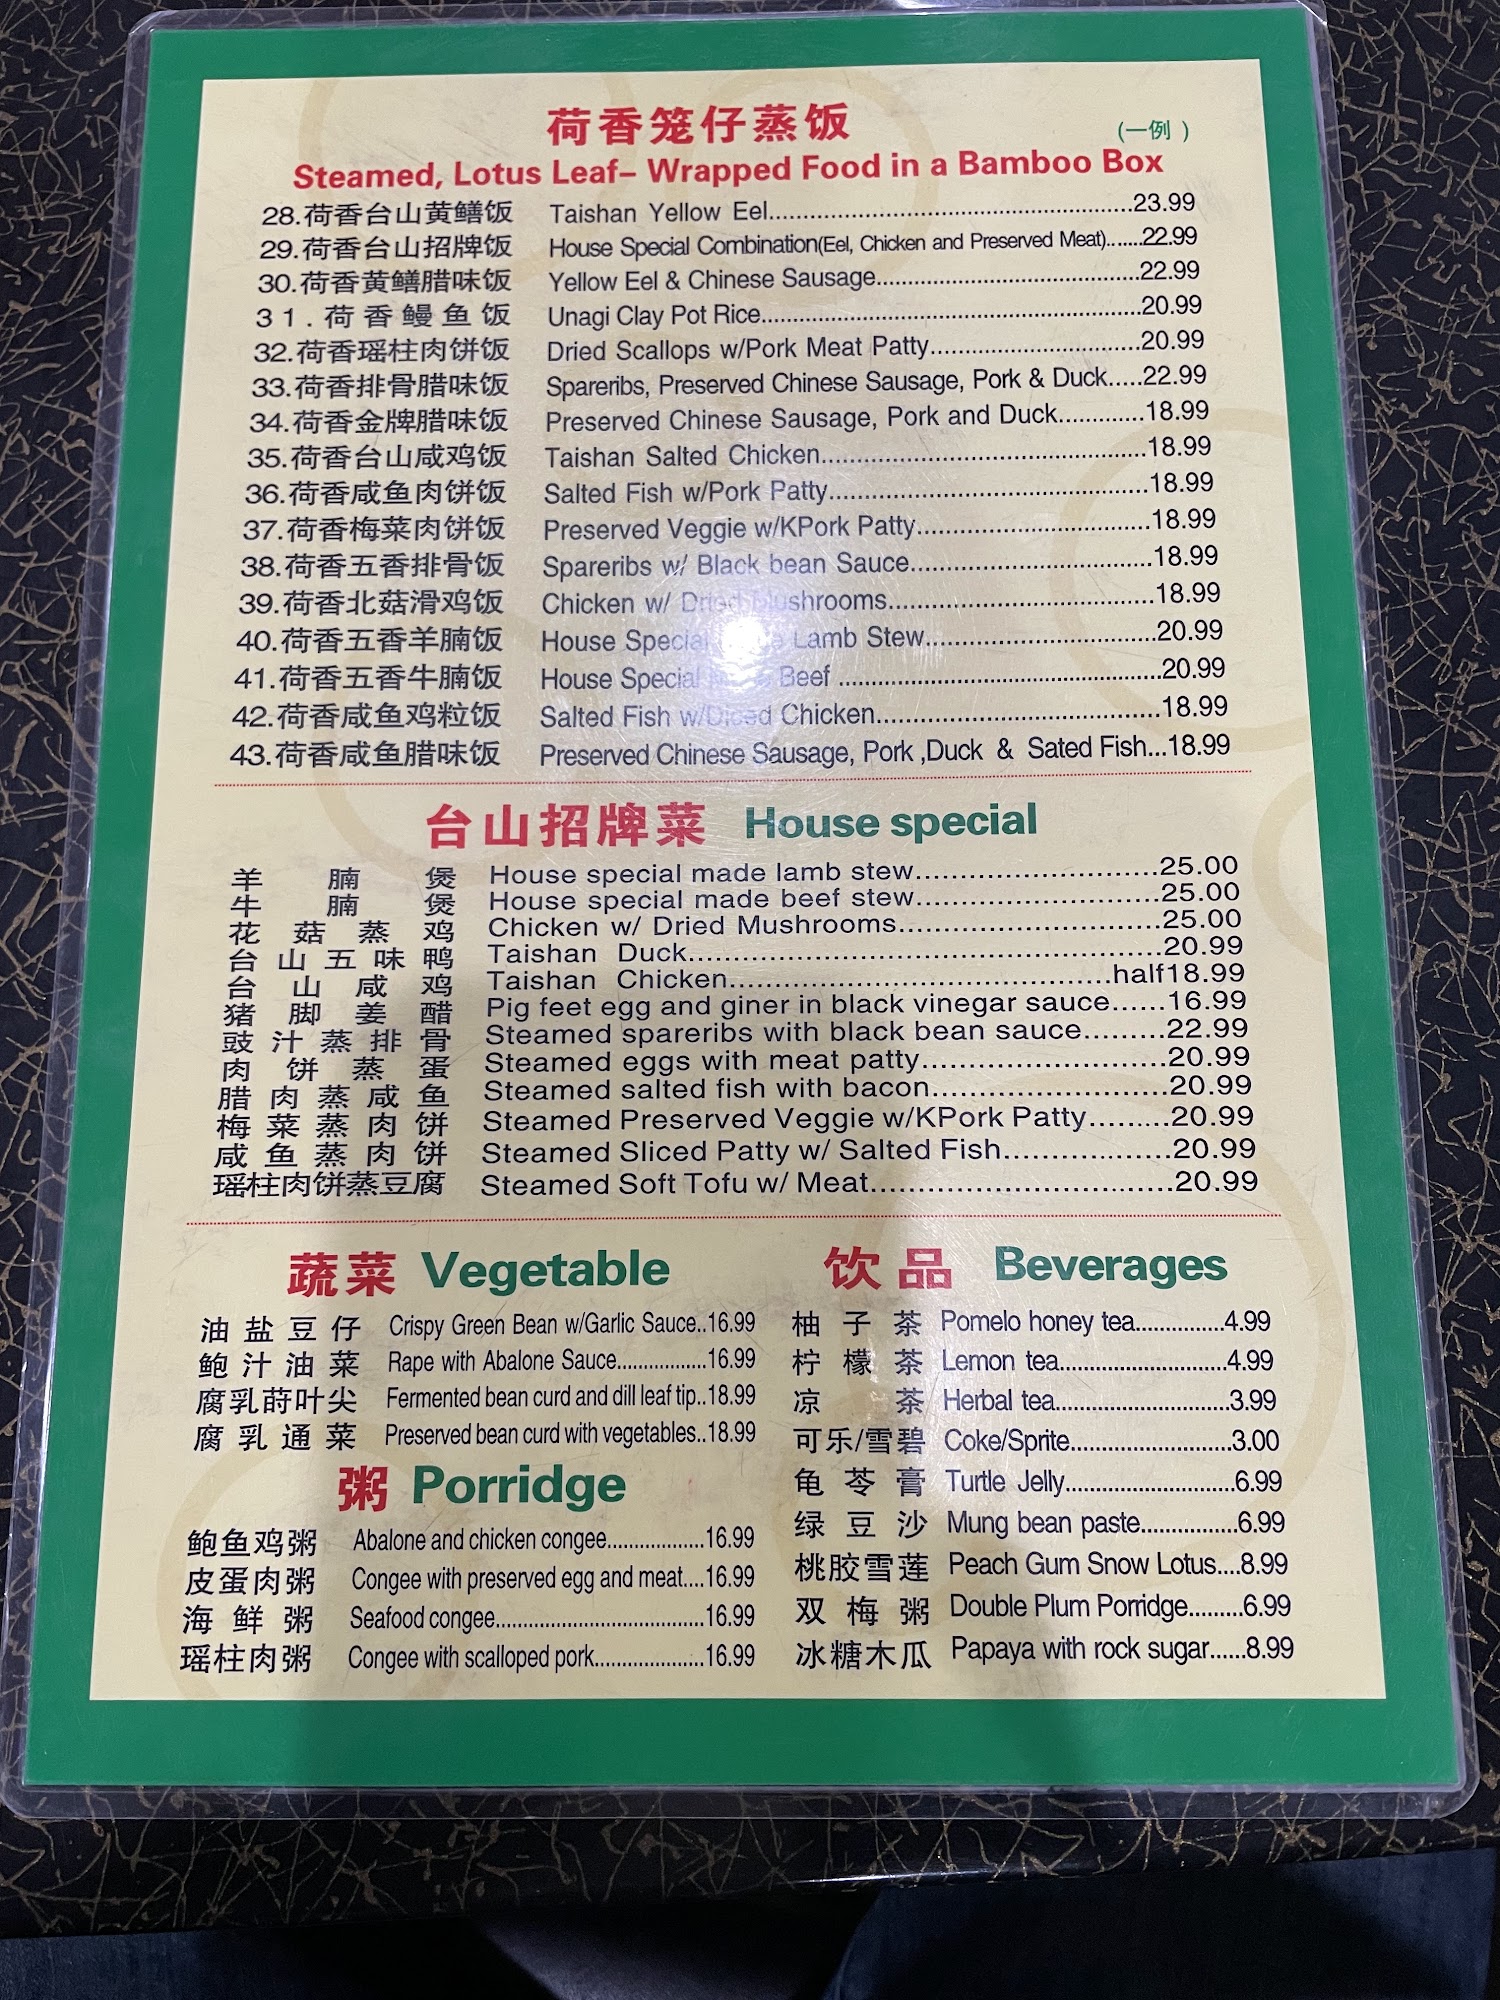 荷香笼仔蒸饭
(一例)
Steamed, Lotus Leaf– Wrapped Food in a Bamboo Box
28.荷香台山黄鳝饭 Taishan Yellow Eel...23.99
29.荷香台山招牌饭 House Special Combination(Eel, Chicken and Preserved Meat)...22.99
30.荷香黄鳝腊味饭 Yellow Eel & Chinese Sausage...22.99
31.荷香鳗鱼饭 Unagi Clay Pot Rice...20.99
32.荷香瑶柱肉饼饭 Dried Scallops w/Pork Meat Patty...20.99
33.荷香排骨腊味饭 Spareribs, Preserved Chinese Sausage, Pork & Duck.....22.99
34.荷香金牌腊味饭 Preserved Chinese Sausage, Pork and Duck...18.99
35.荷香台山咸鸡饭 Taishan Salted Chicken...18.99
36.荷香咸鱼肉饼饭 Salted Fish w/Pork Patty...18.99
37.荷香梅菜肉饼饭 Preserved Veggie w/KPork Patty...18.99
38.荷香五香排骨饭 Spareribs w/ Black bean Sauce...18.99
39.荷香北菇滑鸡饭 Chicken w/ Dried Mushrooms...18.99
40.荷香五香羊腩饭 House Special Lamb Stew...20.99
41.荷香五香牛腩饭 House Special Beef ...20.99
42.荷香咸鱼鸡粒饭 Salted Fish w/Diced Chicken...18.99
43.荷香咸鱼腊味饭 Preserved Chinese Sausage, Pork ,Duck & Sated Fish...18.99
台山招牌菜 House special
羊腩煲 House special made lamb stew...25.00
牛腩煲 House special made beef stew...25.00
花菇蒸鸡 Chicken w/ Dried Mushrooms...25.00
台山五味鸭 Taishan Duck...20.99
台山咸鸡 Taishan Chicken...half18.99
猪脚姜醋 Pig feet egg and giner in black vinegar sauce......16.99
豉汁蒸排骨 Steamed spareribs with black bean sauce...22.99
肉饼蒸蛋 Steamed eggs with meat patty...20.99
腊肉蒸咸鱼 Steamed salted fish with bacon...20.99
梅菜蒸肉饼 Steamed Preserved Veggie w/KPork Patty...20.99
咸鱼蒸肉饼 Steamed Sliced Patty w/ Salted Fish...20.99
瑶柱肉饼蒸豆腐 Steamed Soft Tofu w/ Meat...20.99
蔬菜 Vegetable
油盐豆仔 Crispy Green Bean w/Garlic Sauce..16.99
鲍汁油菜 Rape with Abalone Sauce...16.99
腐乳莳叶尖 Fermented bean curd and dill leaf tip..18.99
腐乳通菜 Preserved bean curd with vegetables..18.99
粥 Porridge
鲍鱼鸡粥 Abalone and chicken congee...16.99
皮蛋肉粥 Congee with preserved egg and meat....16.99
海鲜粥 Seafood congee...16.99
瑶柱肉粥 Congee with scalloped pork...16.99
饮品 Beverages
柚子茶 Pomelo honey tea...4.99
柠檬茶 Lemon tea...4.99
凉茶 Herbal tea...3.99
可乐/雪碧 Coke/Sprite...3.00
龟苓膏 Turtle Jelly...6.99
绿豆沙 Mung bean paste...6.99
桃胶雪莲 Peach Gum Snow Lotus....8.99
双梅粥 Double Plum Porridge...6.99
冰糖木瓜 Papaya with rock sugar......8.99